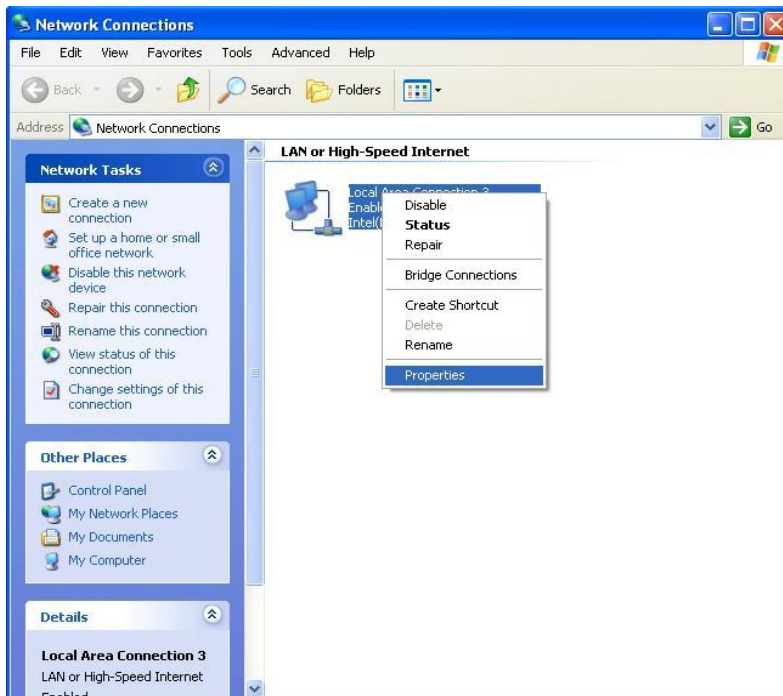 Network Connections
File Edit View Favorites Tools Advanced Help
Back Search Folders
Address Network Connections Go
Network Tasks
Create a new
connection
Set up a home or small
office network
Disable this network
device
Repair this connection
Rename this connection
View status of this
connection
Change settings of this
connection
Other Places
Control Panel
My Network Places
My Documents
My Computer
Details
Local Area Connection 3
LAN or High-Speed Internet
Enabled
LAN or High-Speed Internet
Local Area Connection 3
Disable
Status
Repair
Bridge Connections
Create Shortcut
Delete
Rename
Properties